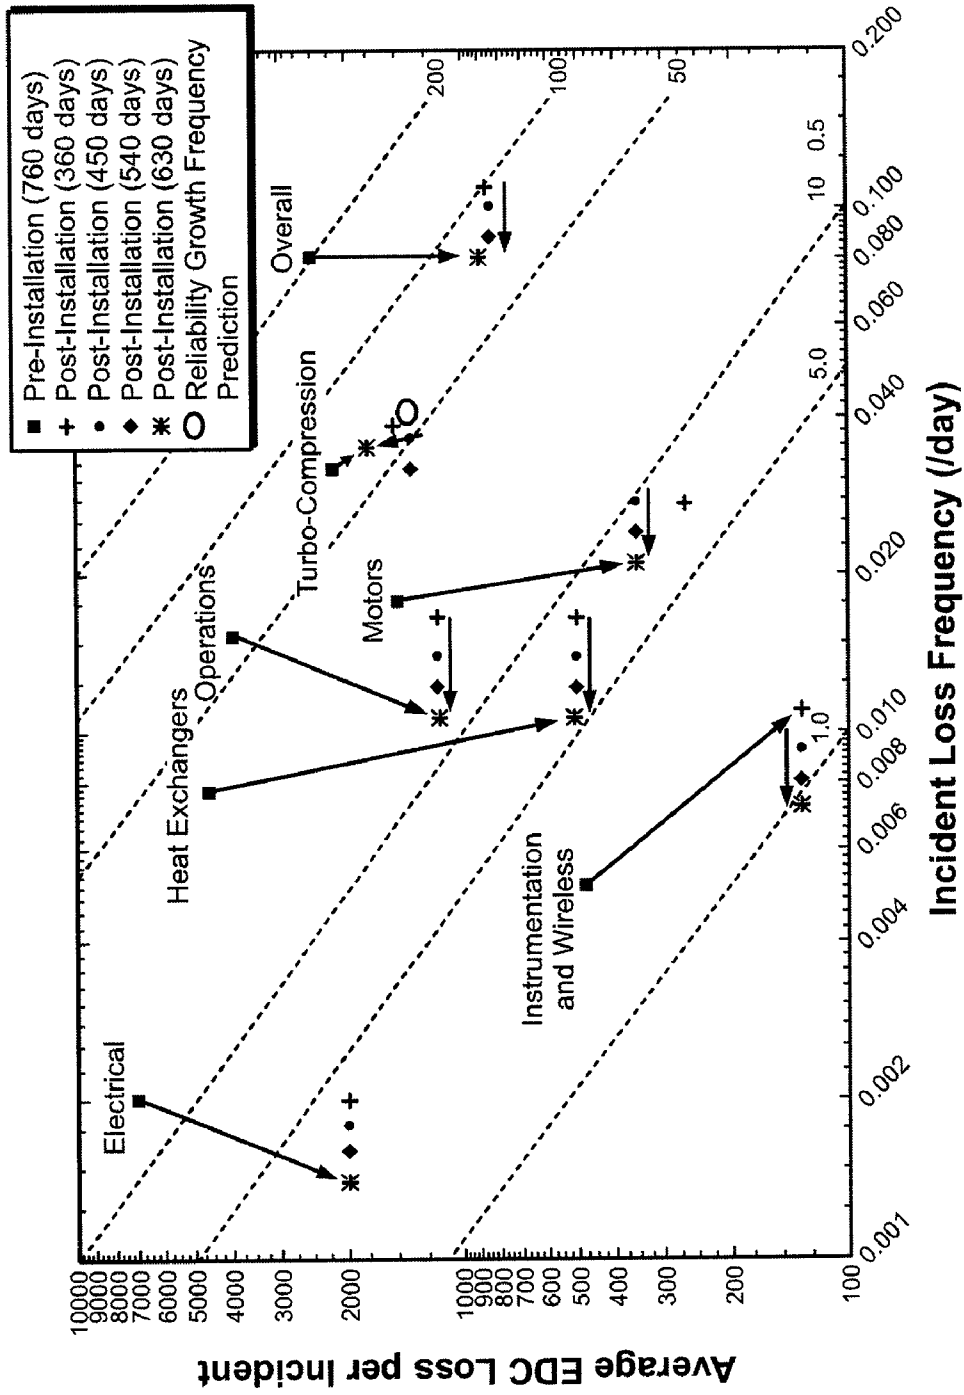 Pre-Installation (760 days)
Post-Installation (360 days)
Post-Installation (450 days)
Post-Installation (540 days)
Post-Installation (630 days)
Reliability Growth Frequency
Prediction
Average EDC Loss per Incident
10000
9000
8000
7000
5000
4000
3000
2000
1000
900
800
700
600
500
400
300
200
100
Electrical
Heat Exchangers
Operations
Turbo-Compression
Overall
Motors
Instrumentation
and Wireless
200
100
50
1.0
5.0
10
0.5
0.001
0.002
0.004
0.006
0.008
0.010
0.020
0.040
0.060
0.080
0.100
0.200
Incident Loss Frequency (/day)